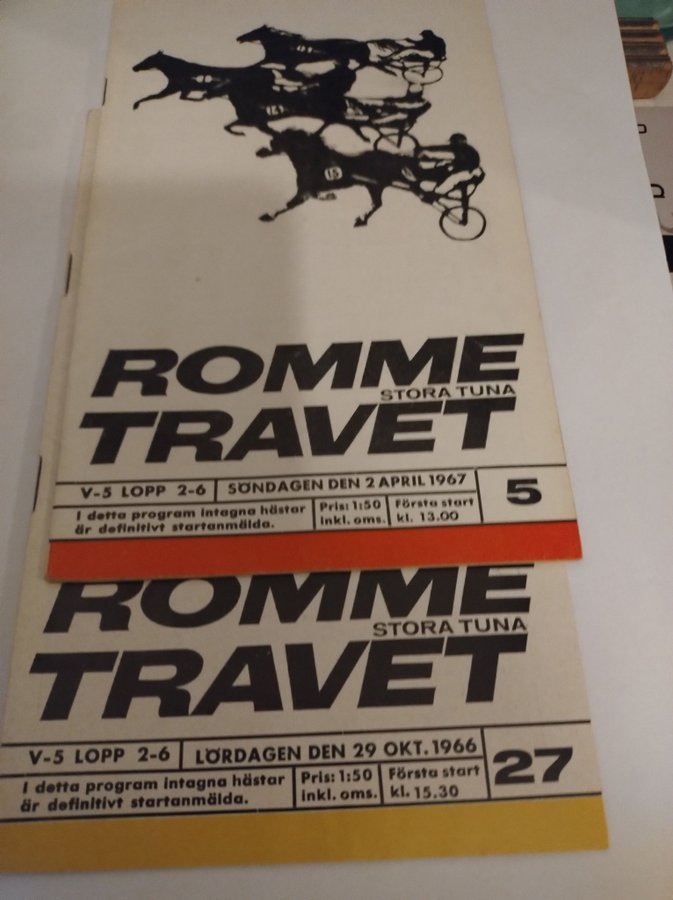 ROMME
STORA TUNA
TRAVET
V-5 LOPP 2-6 SÖNDAGEN DEN 2 APRIL 1967 5
I detta program intagna hästar
är definitivt startanmälda.
Pris: 1:50
inkl. oms.
Första start
kl. 13.00
ROMME
STORA TUNA
TRAVET
V-5 LOPP 2-6 LÖRDAGEN DEN 29 OKT. 1966 27
I detta program intagna hästar
är definitivt startanmälda.
Pris: 1:50
inkl. oms.
Första start
kl. 15.30